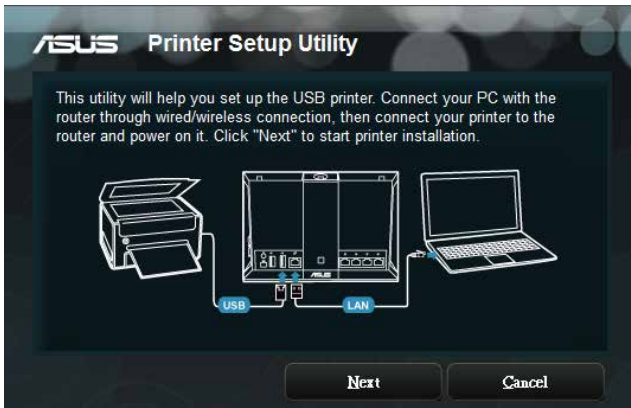 ASUS Printer Setup Utility
This utility will help you set up the USB printer. Connect your PC with the
router through wired/wireless connection, then connect your printer to the
router and power on it. Click "Next" to start printer installation.
ASUS
USB
LAN
Next
Cancel